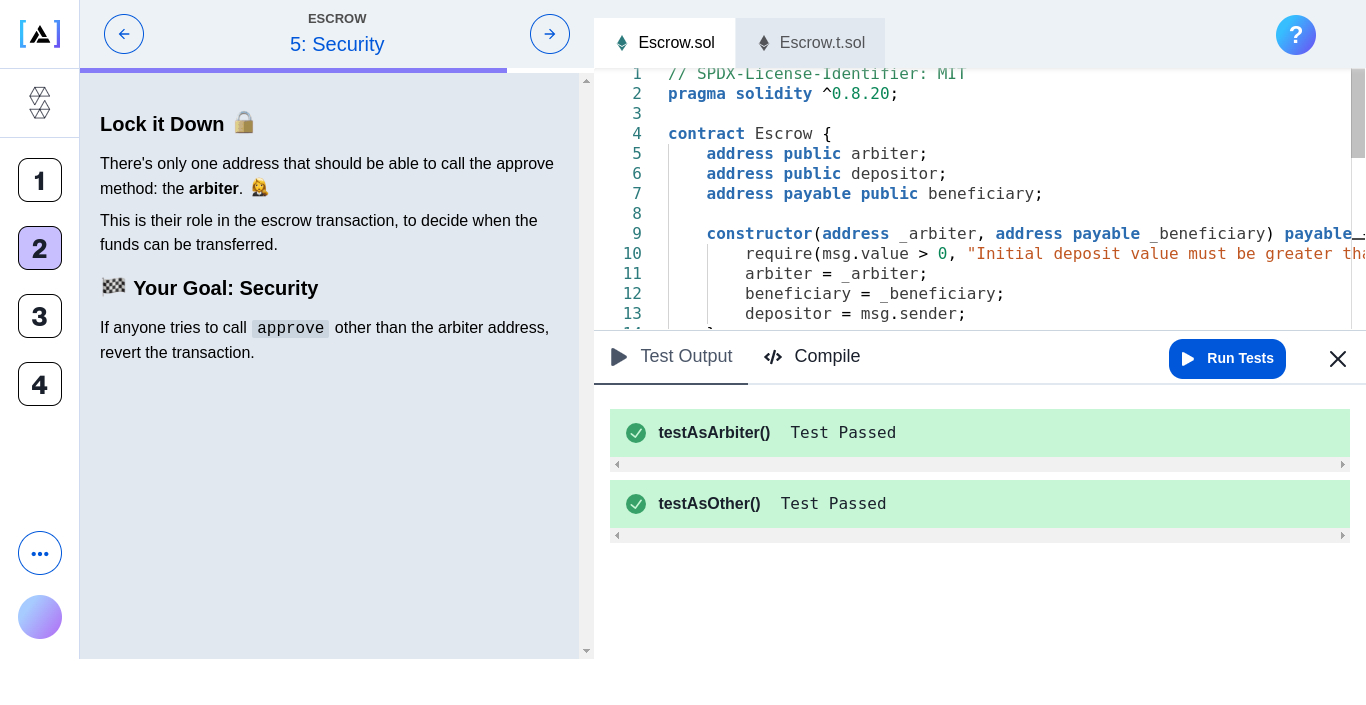 ESCROW
5: Security
1
2
3
4
Lock it Down
There's only one address that should be able to call the approve
method: the arbiter.
This is their role in the escrow transaction, to decide when the
funds can be transferred.
Your Goal: Security
If anyone tries to call approve other than the arbiter address,
revert the transaction.
Escrow.sol
Escrow.t.sol
?
1 // SPDX-License-Identifier: MIT
2 pragma solidity ^0.8.20;
3
4 contract Escrow {
5 address public arbiter;
6 address public depositor;
7 address payable public beneficiary;
8
9 constructor(address _arbiter, address payable _beneficiary) payable
10 require(msg.value > 0, "Initial deposit value must be greater
11 arbiter = _arbiter;
12 beneficiary = _beneficiary;
13 depositor = msg.sender;
Test Output
Compile
Run Tests
testAsArbiter() Test Passed
testAsOther() Test Passed